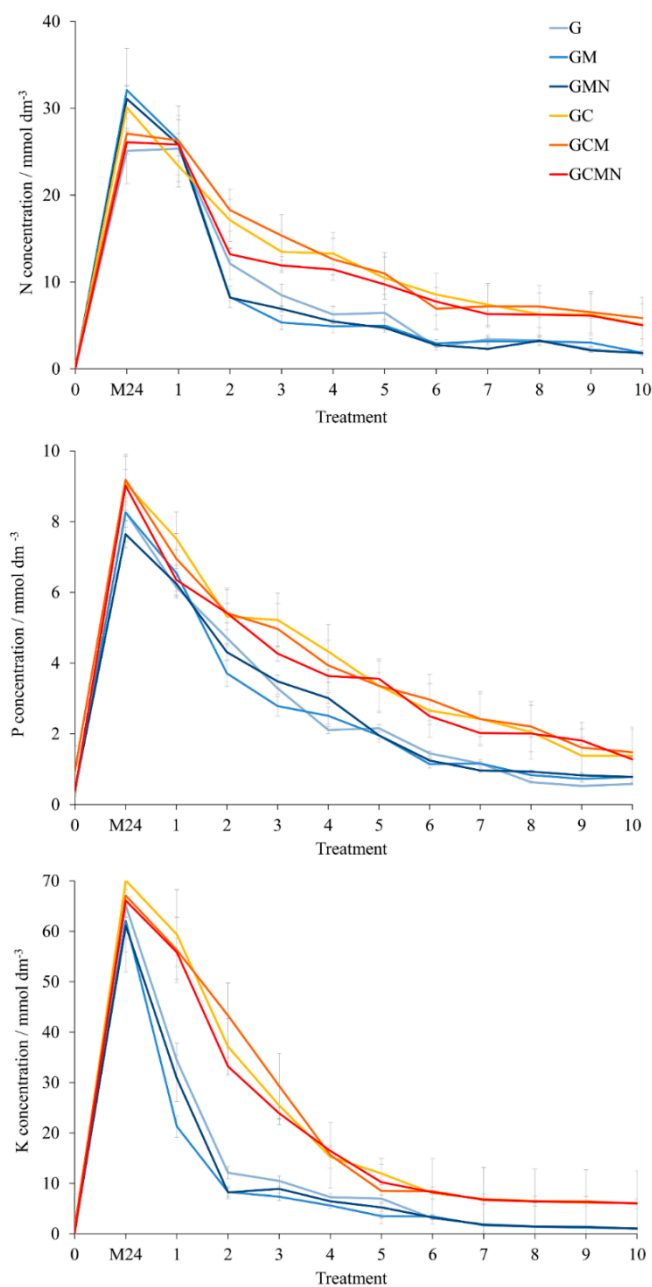 40
30
20
10
0
N concentration / mmol dm⁻³
G
GM
GMN
GC
GCM
GCMN
0 M24 1 2 3 4 5 6 7 8 9 10
Treatment
10
8
6
4
2
0
P concentration / mmol dm⁻³
0 M24 1 2 3 4 5 6 7 8 9 10
Treatment
70
60
50
40
30
20
10
0
K concentration / mmol dm⁻³
0 M24 1 2 3 4 5 6 7 8 9 10
Treatment